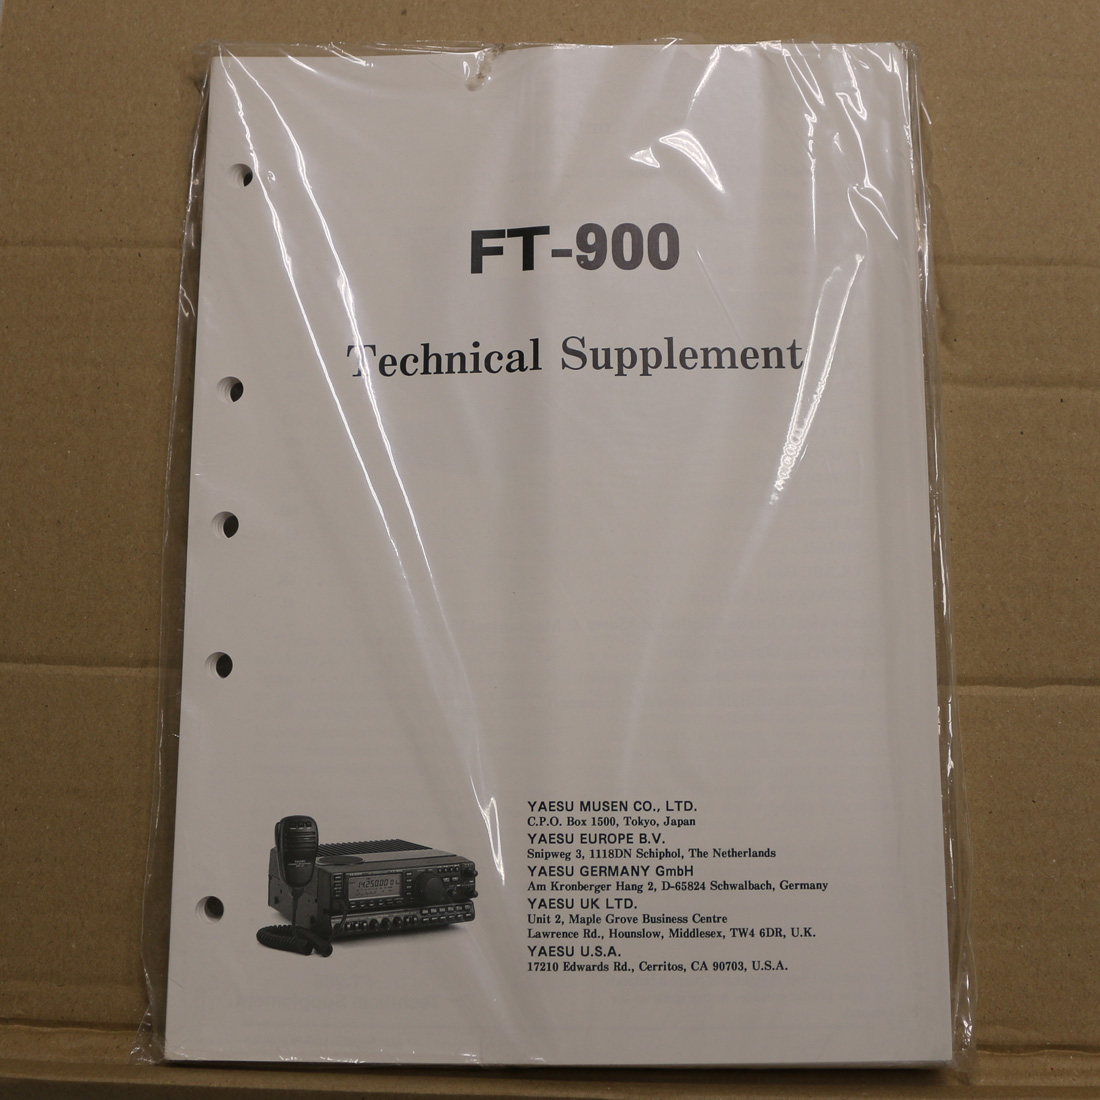 FT-900
Technical Supplement
YAESU MUSEN CO., LTD.
C.P.O. Box 1500, Tokyo, Japan
YAESU EUROPE B.V.
Snipweg 3, 1118DN Schiphol, The Netherlands
YAESU GERMANY GmbH
Am Kronberger Hang 2, D-65824 Schwalbach, Germany
YAESU UK LTD.
Unit 2, Maple Grove Business Centre
Lawrence Rd., Hounslow, Middlesex, TW4 6DR, U.K.
YAESU U.S.A.
17210 Edwards Rd., Cerritos, CA 90703, U.S.A.